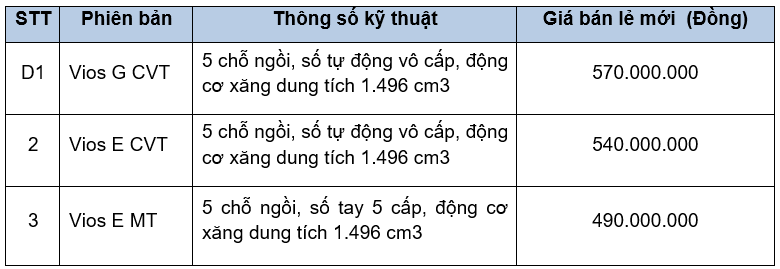 STT Phiên bản Thông số kỹ thuật Giá bán lẻ mới (Đồng)
D1 Vios G CVT 5 chỗ ngồi, số tự động vô cấp, động 570.000.000
cơ xăng dung tích 1.496 cm3
2 Vios E CVT 5 chỗ ngồi, số tự động vô cấp, động 540.000.000
cơ xăng dung tích 1.496 cm3
3 Vios E MT 5 chỗ ngồi, số tay 5 cấp, động cơ 490.000.000
xăng dung tích 1.496 cm3